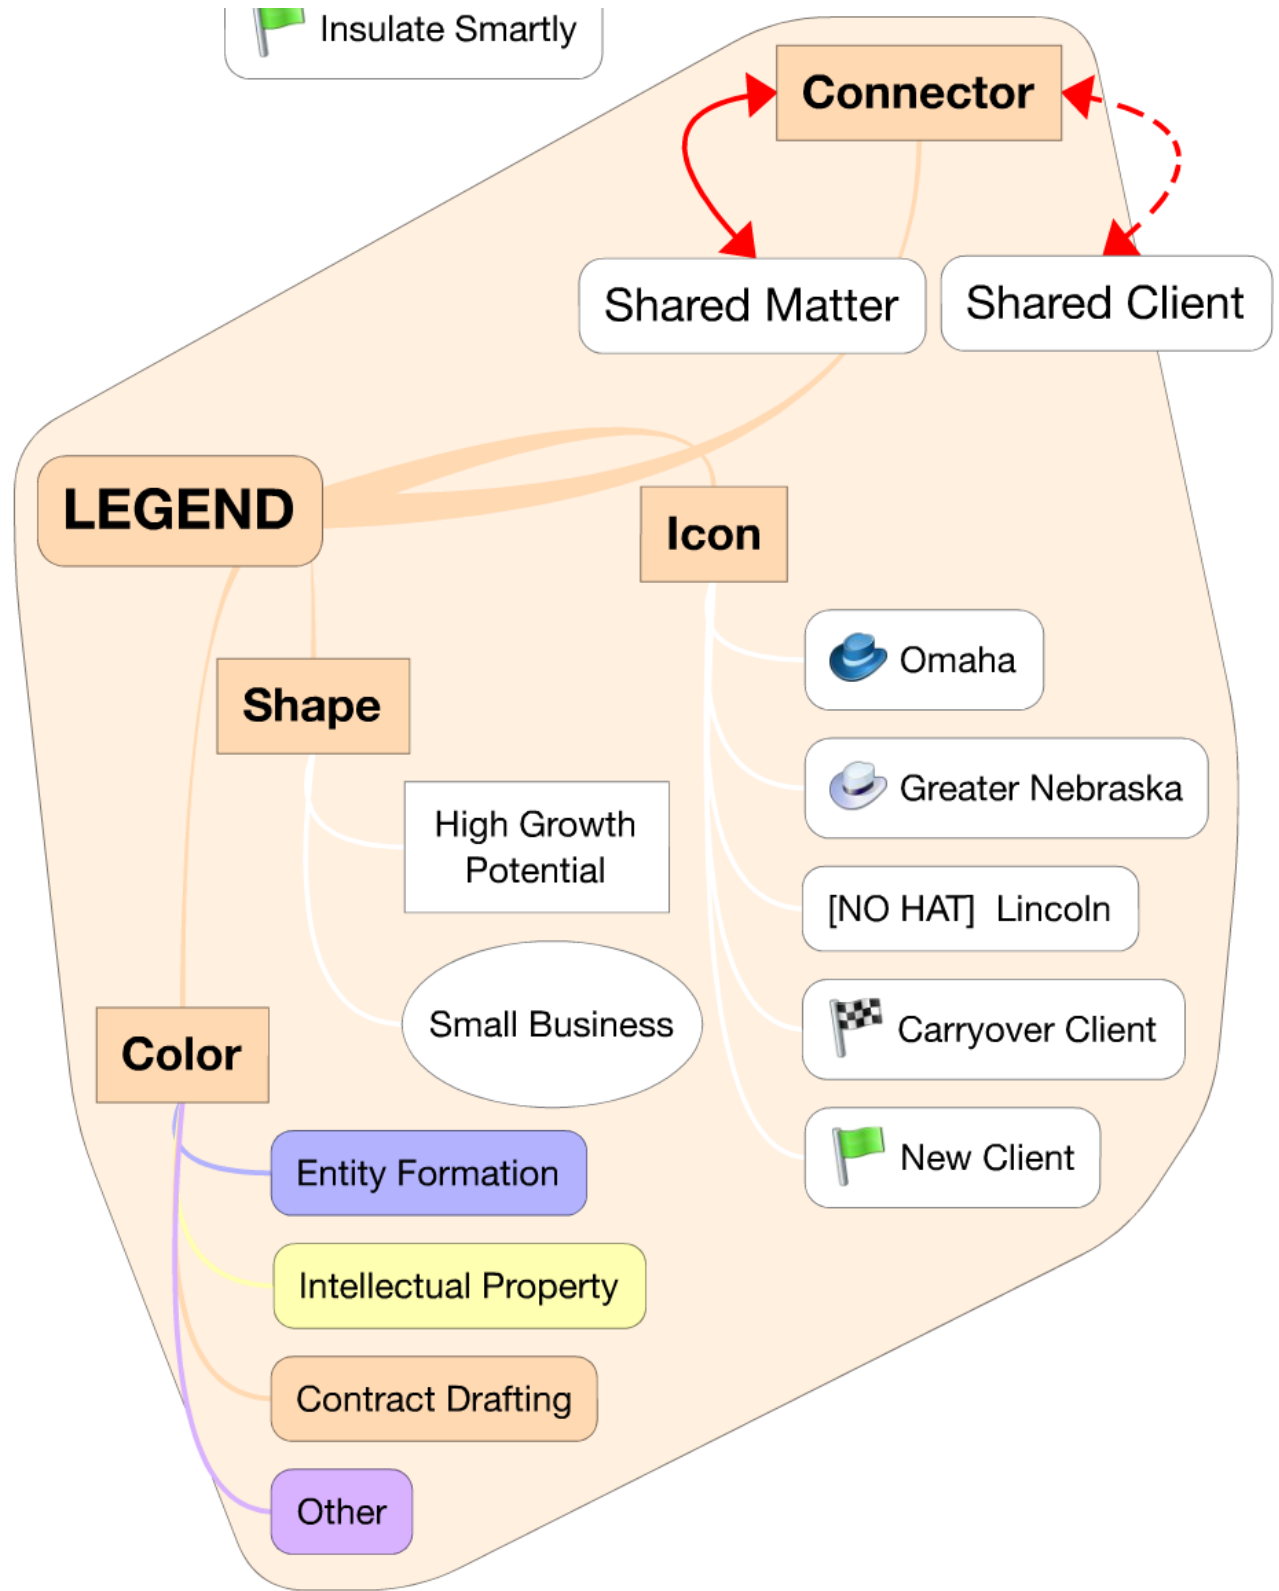 Insulate Smartly
Connector
Shared Matter
Shared Client
LEGEND
Icon
Omaha
Greater Nebraska
[NO HAT]  Lincoln
Carryover Client
New Client
Shape
High Growth
Potential
Small Business
Color
Entity Formation
Intellectual Property
Contract Drafting
Other